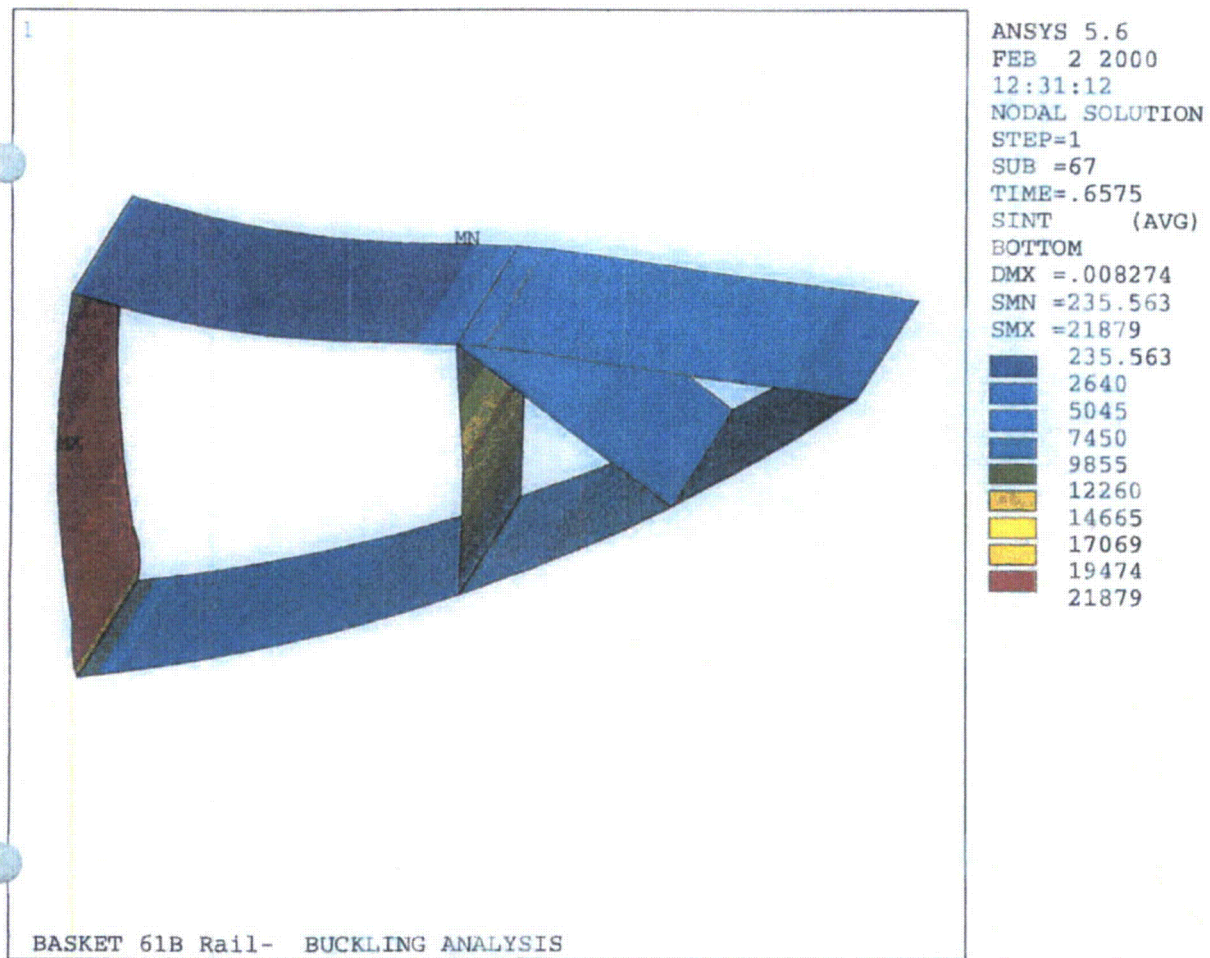 1
ANSYS 5.6
FEB 2 2000
12:31:12
NODAL SOLUTION
STEP=1
SUB =67
TIME=.6575
SINT (AVG)
BOTTOM
DMX =.008274
SMN =235.563
SMX =21879
235.563
2640
5045
7450
9855
12260
14665
17069
19474
21879
MN
MX
BASKET 61B Rail- BUCKLING ANALYSIS